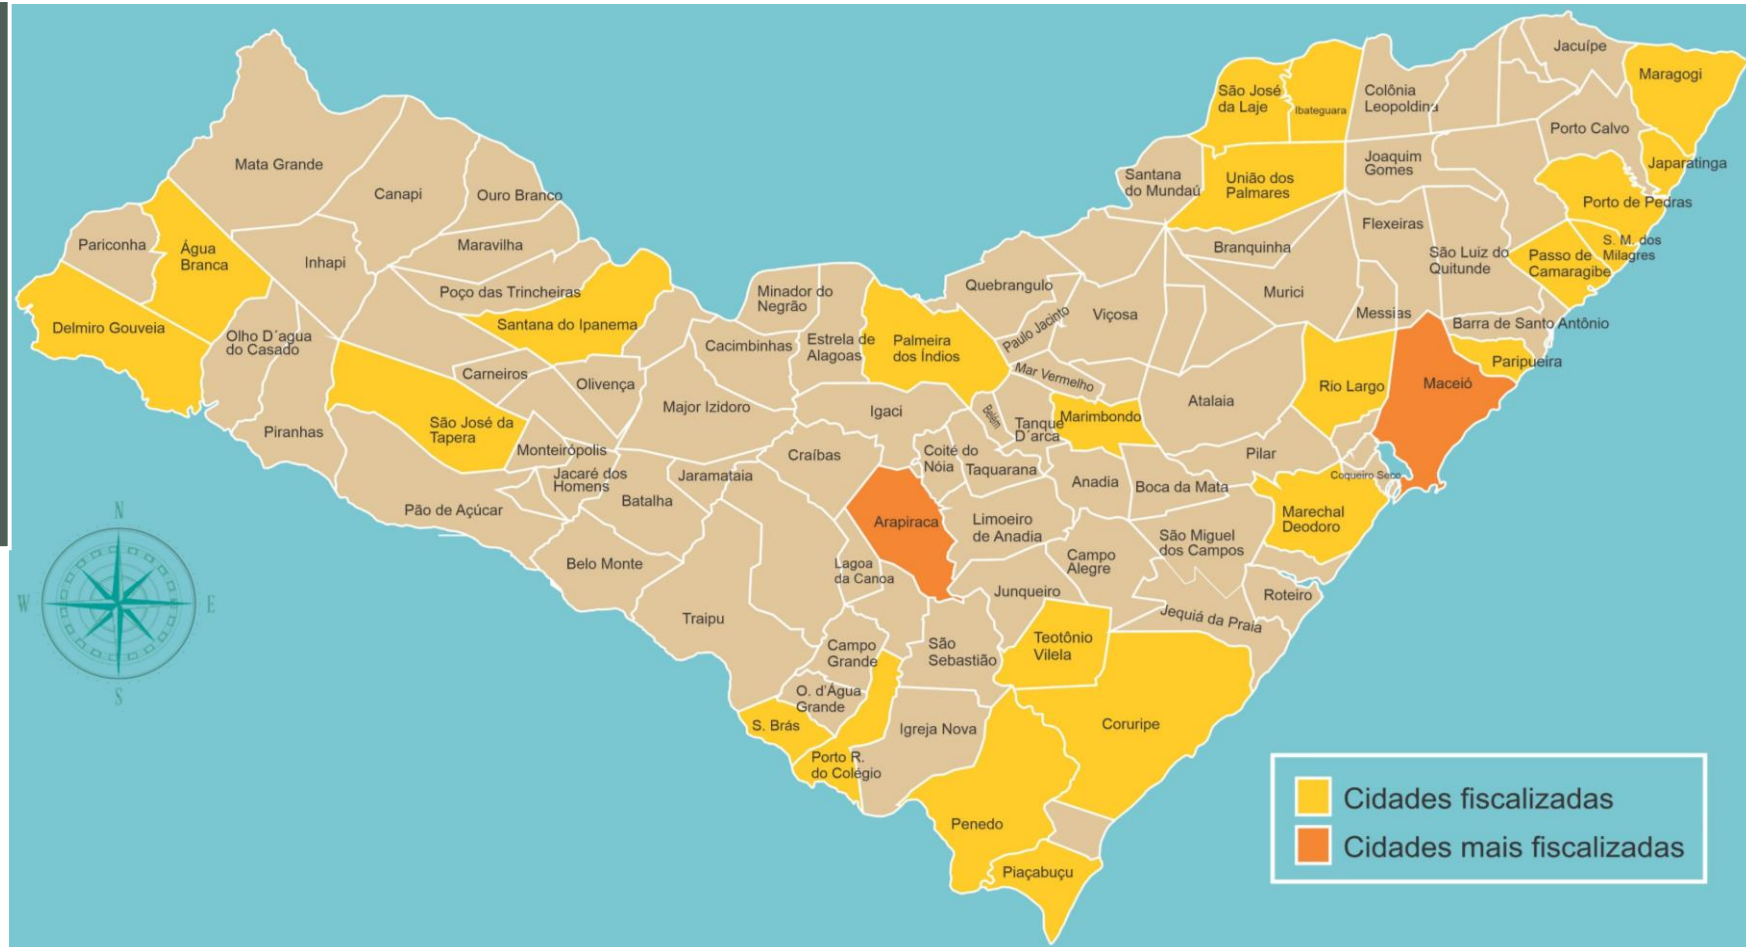 Jacuípe
Maragogi
São José
da Laje
Ibateguara
Colônia
Leopoldina
Porto Calvo
Mata Grande
Joaquim
Gomes
Japaratinga
Santana
do Mundaú
União dos
Palmares
Canapi
Ouro Branco
Porto de Pedras
Flexeiras
Pariconha
Água
Branca
Maravilha
Branquinha
São Luiz do
Quitunde
S. M. dos
Milagres
Passo de
Camaragibe
Inhapi
Poço das Trincheiras
Minador do
Negrão
Quebrangulo
Murici
Delmiro Gouveia
Santana do Ipanema
Paulo Jacinto
Viçosa
Messias
Barra de Santo Antônio
Olho D´agua
do Casado
Cacimbinhas
Estrela de
Alagoas
Palmeira
dos Índios
Paripueira
Carneiros
Olivença
Mar Vermelho
Rio Largo
Maceió
Major Izidoro
Igaci
Belém
Tanque
D´arca
Marimbondo
Atalaia
São José da
Tapera
Piranhas
Monteirópolis
Craíbas
Coité do
Nóia
Taquarana
Pilar
Jacaré dos
Homens
Jaramataia
Coqueiro Seco
Batalha
Anadia
Boca da Mata
Pão de Açúcar
Arapiraca
Limoeiro
de Anadia
Marechal
Deodoro
São Miguel
dos Campos
Belo Monte
Lagoa
da Canoa
Campo
Alegre
Junqueiro
Roteiro
Traipu
Jequiá da Praia
Campo
Grande
São
Sebastião
Teotônio
Vilela
O. d'Água
Grande
S. Brás
Igreja Nova
Coruripe
Porto R.
do Colégio
Penedo
Piaçabuçu
N
W
E
S
Cidades fiscalizadas
Cidades mais fiscalizadas